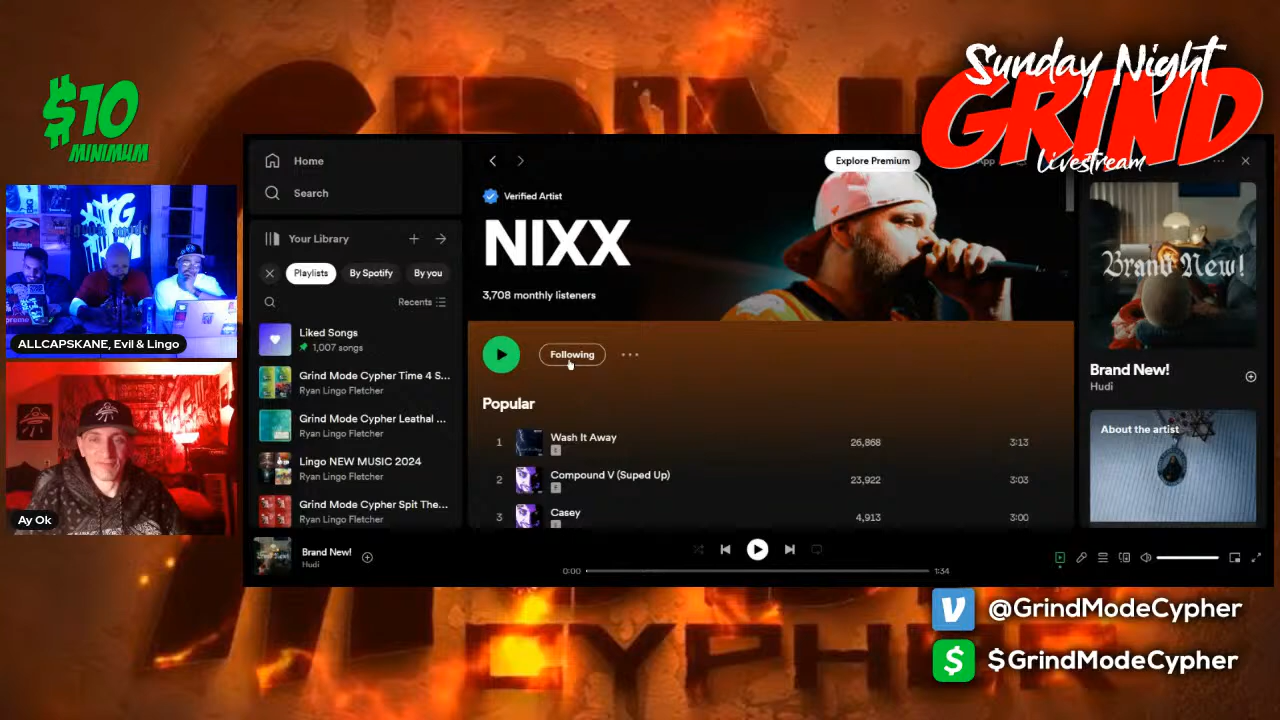 $10
MINIMUM
Sunday Night
GRIND
Livestream
Home
Search
Your Library
Playlists
By Spotify
By you
Recents
Liked Songs
1,007 songs
Grind Mode Cypher Time 4 S...
Ryan Lingo Fletcher
Grind Mode Cypher Leathal ...
Ryan Lingo Fletcher
Lingo NEW MUSIC 2024
Ryan Lingo Fletcher
Grind Mode Cypher Spit The...
Ryan Lingo Fletcher
Explore Premium
App
Verified Artist
NIXX
3,708 monthly listeners
Following
Popular
1 Wash It Away 26,868 3:13
E
2 Compound V (Suped Up) 23,922 3:03
E
3 Casey 4,913 3:00
E
Brand New!
Brand New!
Hudi
About the artist
Brand New!
Hudi
0:00
1:34
ALLCAPSKANE, Evil & Lingo
Ay Ok
@GrindModeCypher
$GrindModeCypher
CYPHER